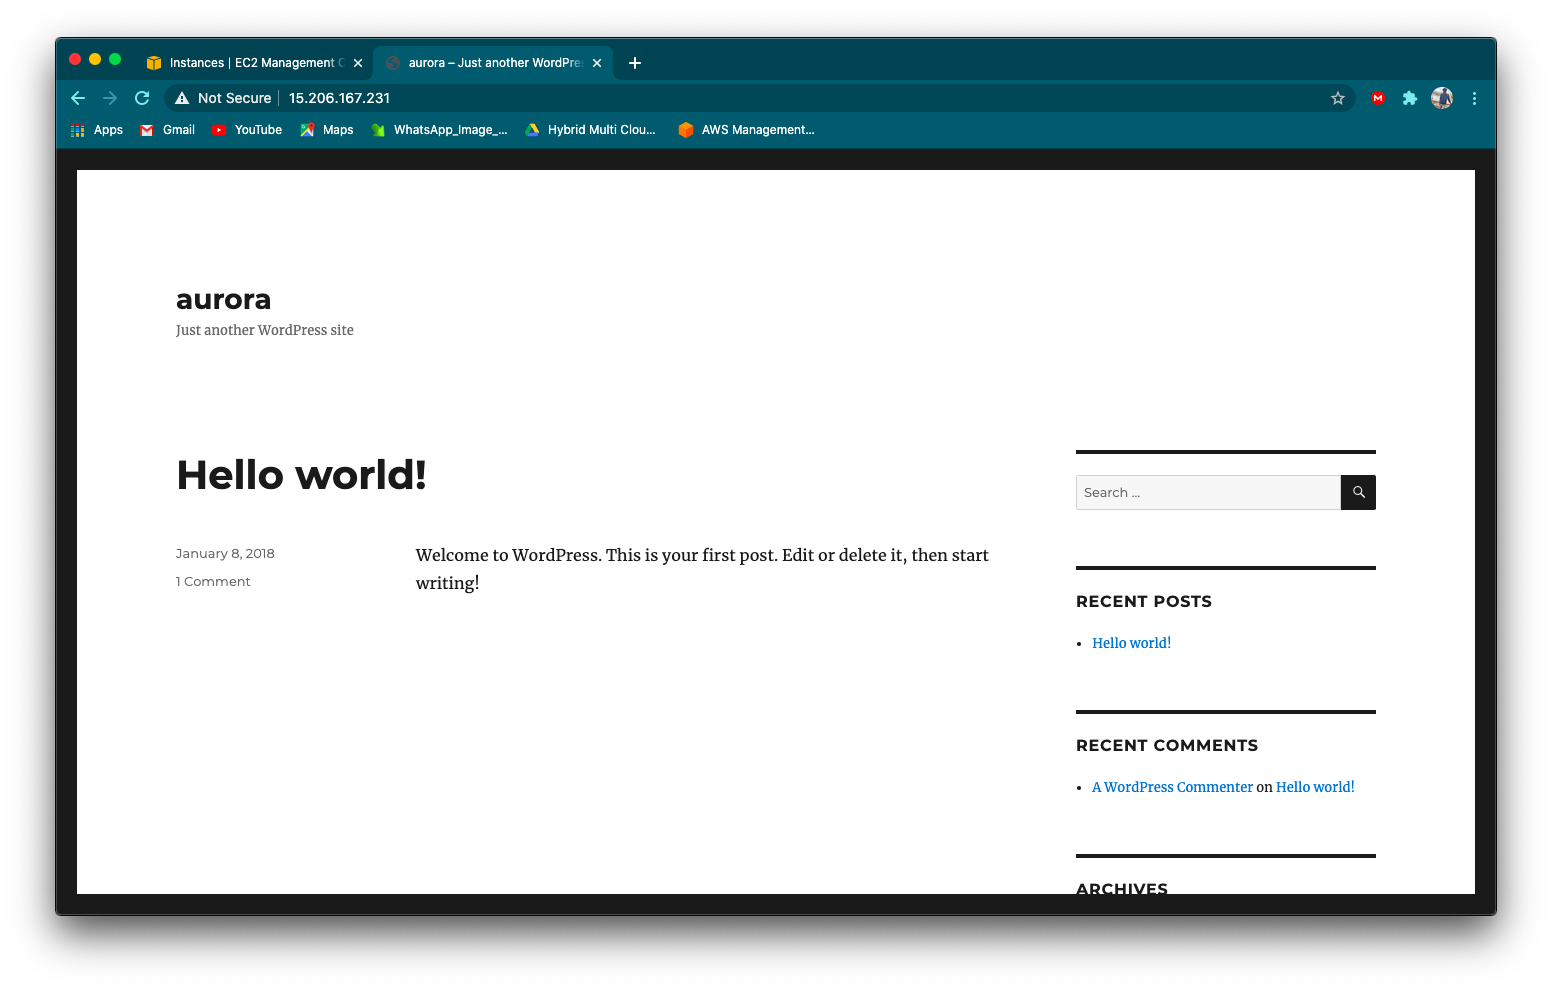 Instances | EC2 Management C
aurora – Just another WordPres
Not Secure | 15.206.167.231
Apps Gmail YouTube Maps WhatsApp_Image_... Hybrid Multi Clou... AWS Management...
aurora
Just another WordPress site
Hello world!
January 8, 2018
1 Comment
Welcome to WordPress. This is your first post. Edit or delete it, then start
writing!
Search ...
RECENT POSTS
Hello world!
RECENT COMMENTS
A WordPress Commenter on Hello world!
ARCHIVES